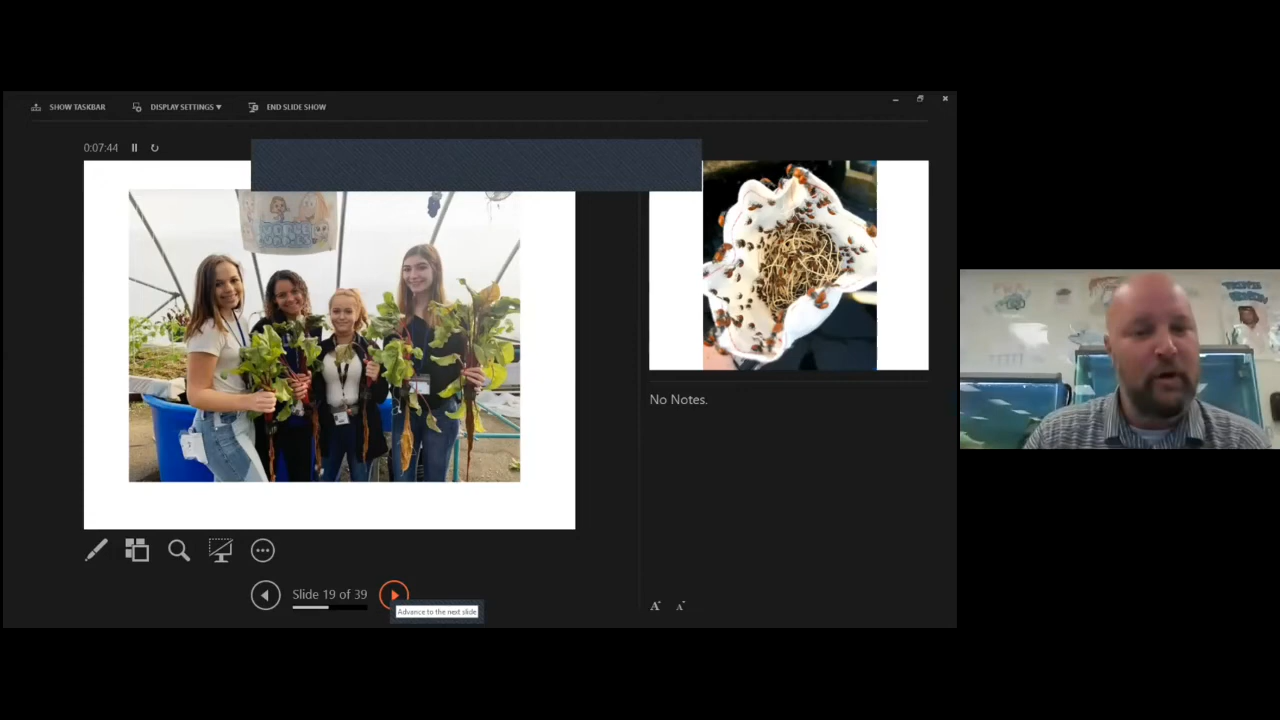 SHOW TASKBAR
DISPLAY SETTINGS ▼
END SLIDE SHOW
0:07:44
No Notes.
Slide 19 of 39
Advance to the next slide
A A